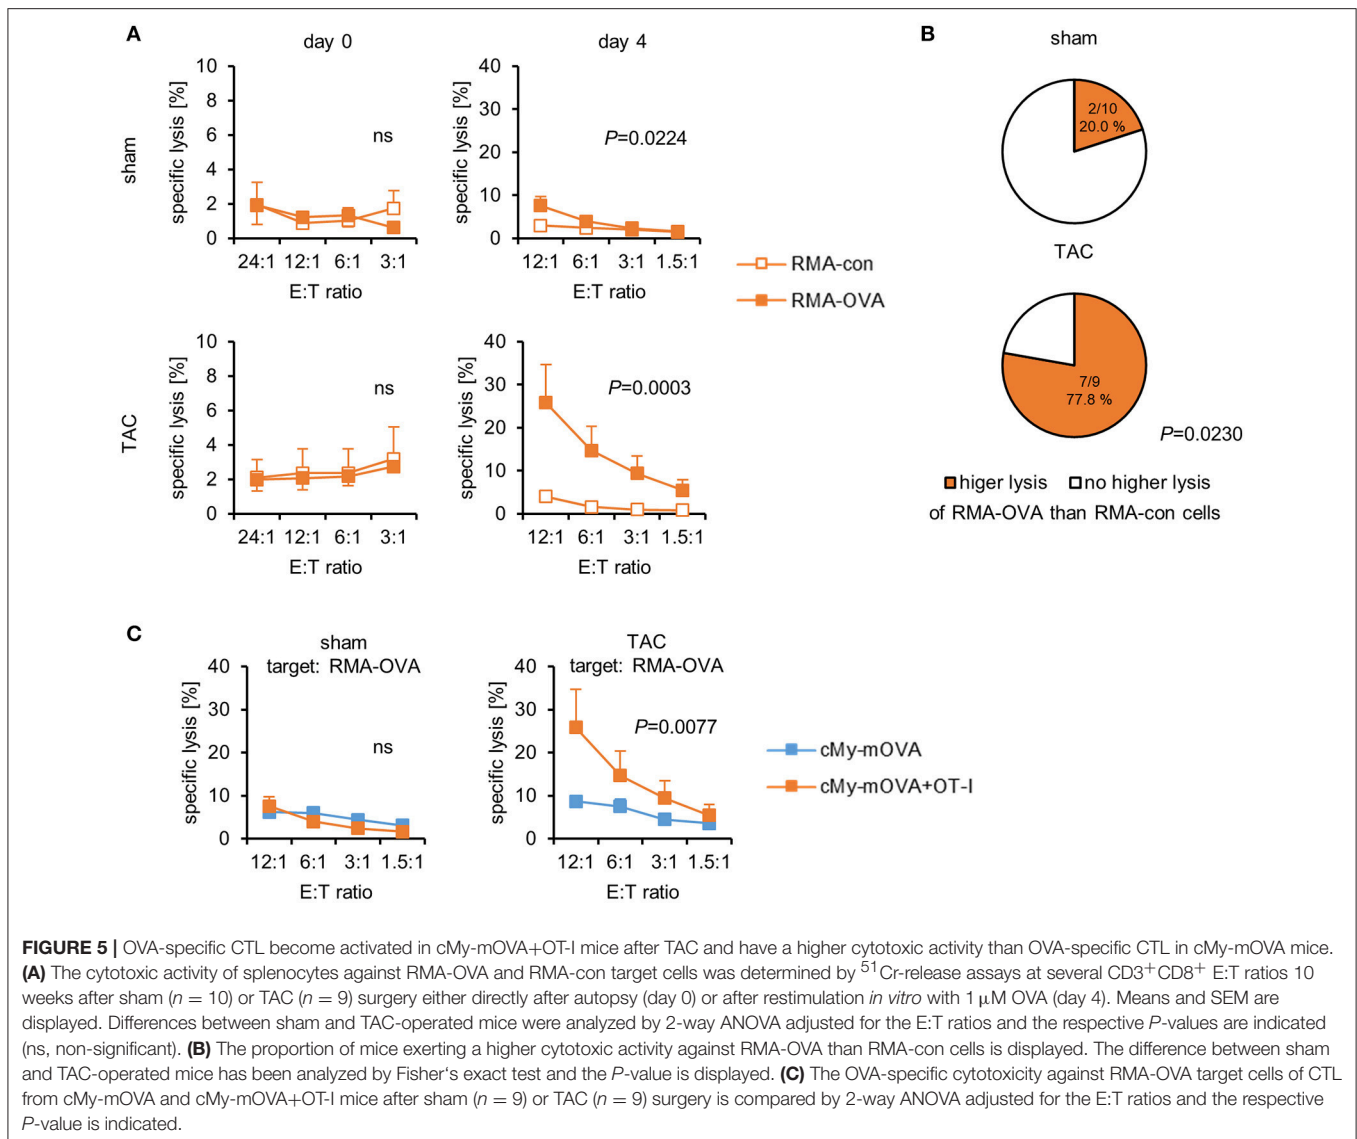 A
day 0
day 4
sham
specific lysis [%]
10
8
6
4
2
0
ns
24:1 12:1 6:1 3:1
E:T ratio
specific lysis [%]
40
30
20
10
0
P=0.0224
12:1 6:1 3:1 1.5:1
E:T ratio
RMA-con
RMA-OVA
TAC
specific lysis [%]
10
8
6
4
2
0
ns
24:1 12:1 6:1 3:1
E:T ratio
specific lysis [%]
40
30
20
10
0
P=0.0003
12:1 6:1 3:1 1.5:1
E:T ratio
B
sham
2/10
20.0 %
TAC
7/9
77.8 %
P=0.0230
higer lysis no higher lysis
of RMA-OVA than RMA-con cells
C
sham
target: RMA-OVA
specific lysis [%]
40
30
20
10
0
ns
12:1 6:1 3:1 1.5:1
E:T ratio
TAC
target: RMA-OVA
specific lysis [%]
40
30
20
10
0
P=0.0077
12:1 6:1 3:1 1.5:1
E:T ratio
cMy-mOVA
cMy-mOVA+OT-I
FIGURE 5 | OVA-specific CTL become activated in cMy-mOVA+OT-I mice after TAC and have a higher cytotoxic activity than OVA-specific CTL in cMy-mOVA mice.
(A) The cytotoxic activity of splenocytes against RMA-OVA and RMA-con target cells was determined by ⁵¹Cr-release assays at several CD3⁺CD8⁺ E:T ratios 10
weeks after sham (n = 10) or TAC (n = 9) surgery either directly after autopsy (day 0) or after restimulation in vitro with 1 μM OVA (day 4). Means and SEM are
displayed. Differences between sham and TAC-operated mice were analyzed by 2-way ANOVA adjusted for the E:T ratios and the respective P-values are indicated
(ns, non-significant). (B) The proportion of mice exerting a higher cytotoxic activity against RMA-OVA than RMA-con cells is displayed. The difference between sham
and TAC-operated mice has been analyzed by Fisher‘s exact test and the P-value is displayed. (C) The OVA-specific cytotoxicity against RMA-OVA target cells of CTL
from cMy-mOVA and cMy-mOVA+OT-I mice after sham (n = 9) or TAC (n = 9) surgery is compared by 2-way ANOVA adjusted for the E:T ratios and the respective
P-value is indicated.